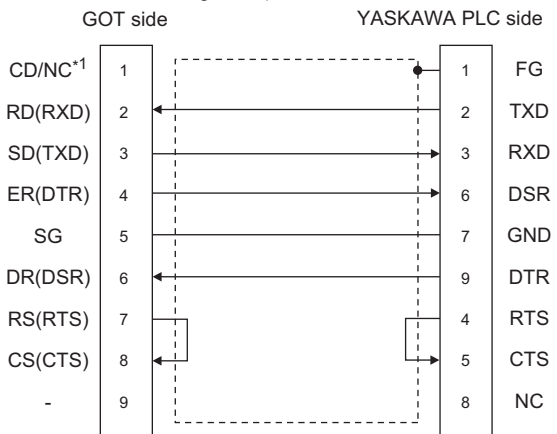 GOT side YASKAWA PLC side
CD/NC*1 1 1 FG
RD(RXD) 2 2 TXD
SD(TXD) 3 3 RXD
ER(DTR) 4 6 DSR
SG 5 7 GND
DR(DSR) 6 9 DTR
RS(RTS) 7 4 RTS
CS(CTS) 8 5 CTS
- 9 8 NC